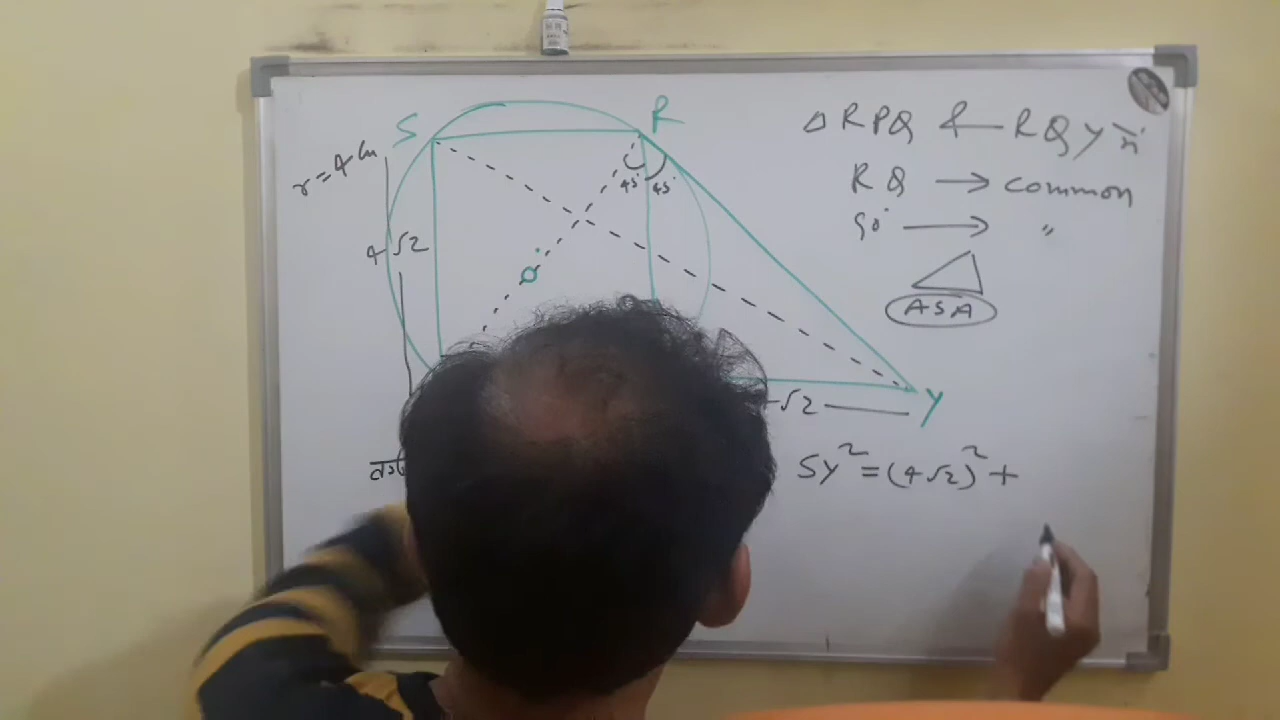 S
R
r = 4 cm
4√2
45° 45°
O
Y
√2
Δ RPQ & RQY
RQ → common
90° → "
ASA
SY² = (4√2)² +